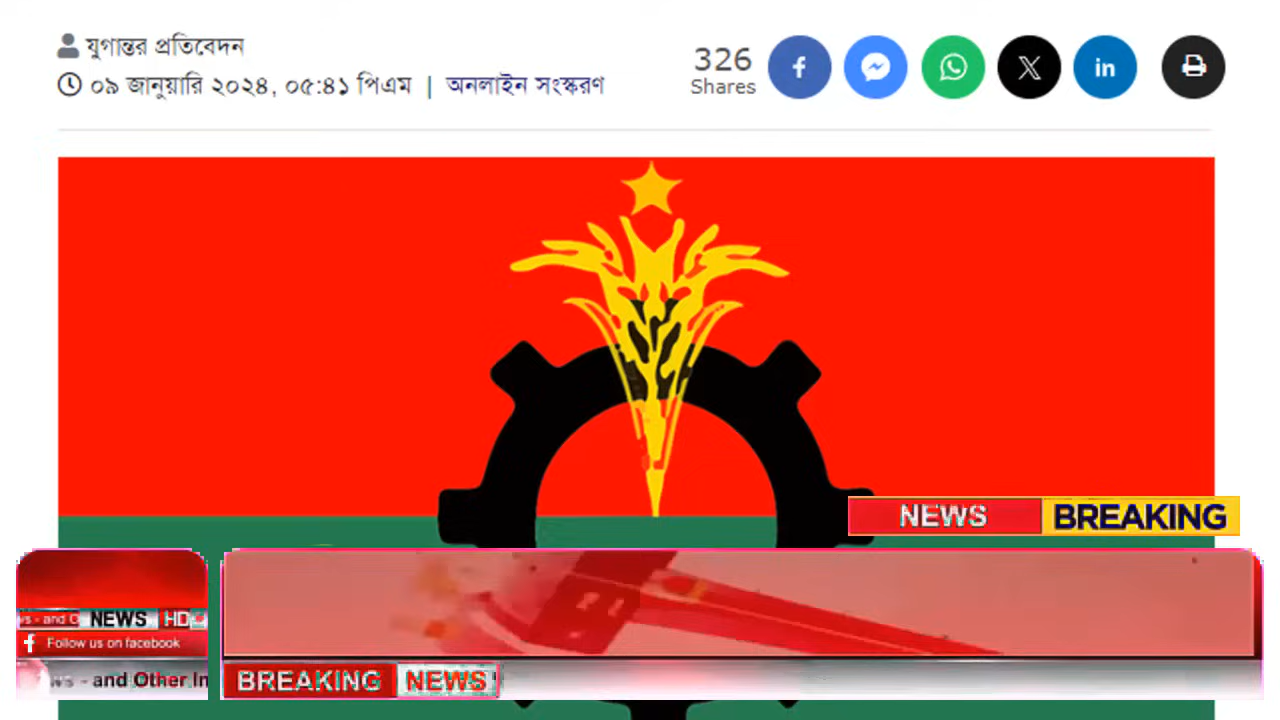 যুগান্তর প্রতিবেদন
০৯ জানুয়ারি ২০২৪, ০৫:৪১ পিএম | অনলাইন সংস্করণ
326
Shares
NEWS BREAKING
NEWS HD
Follow us on facebook
- and Other In
BREAKING NEWS